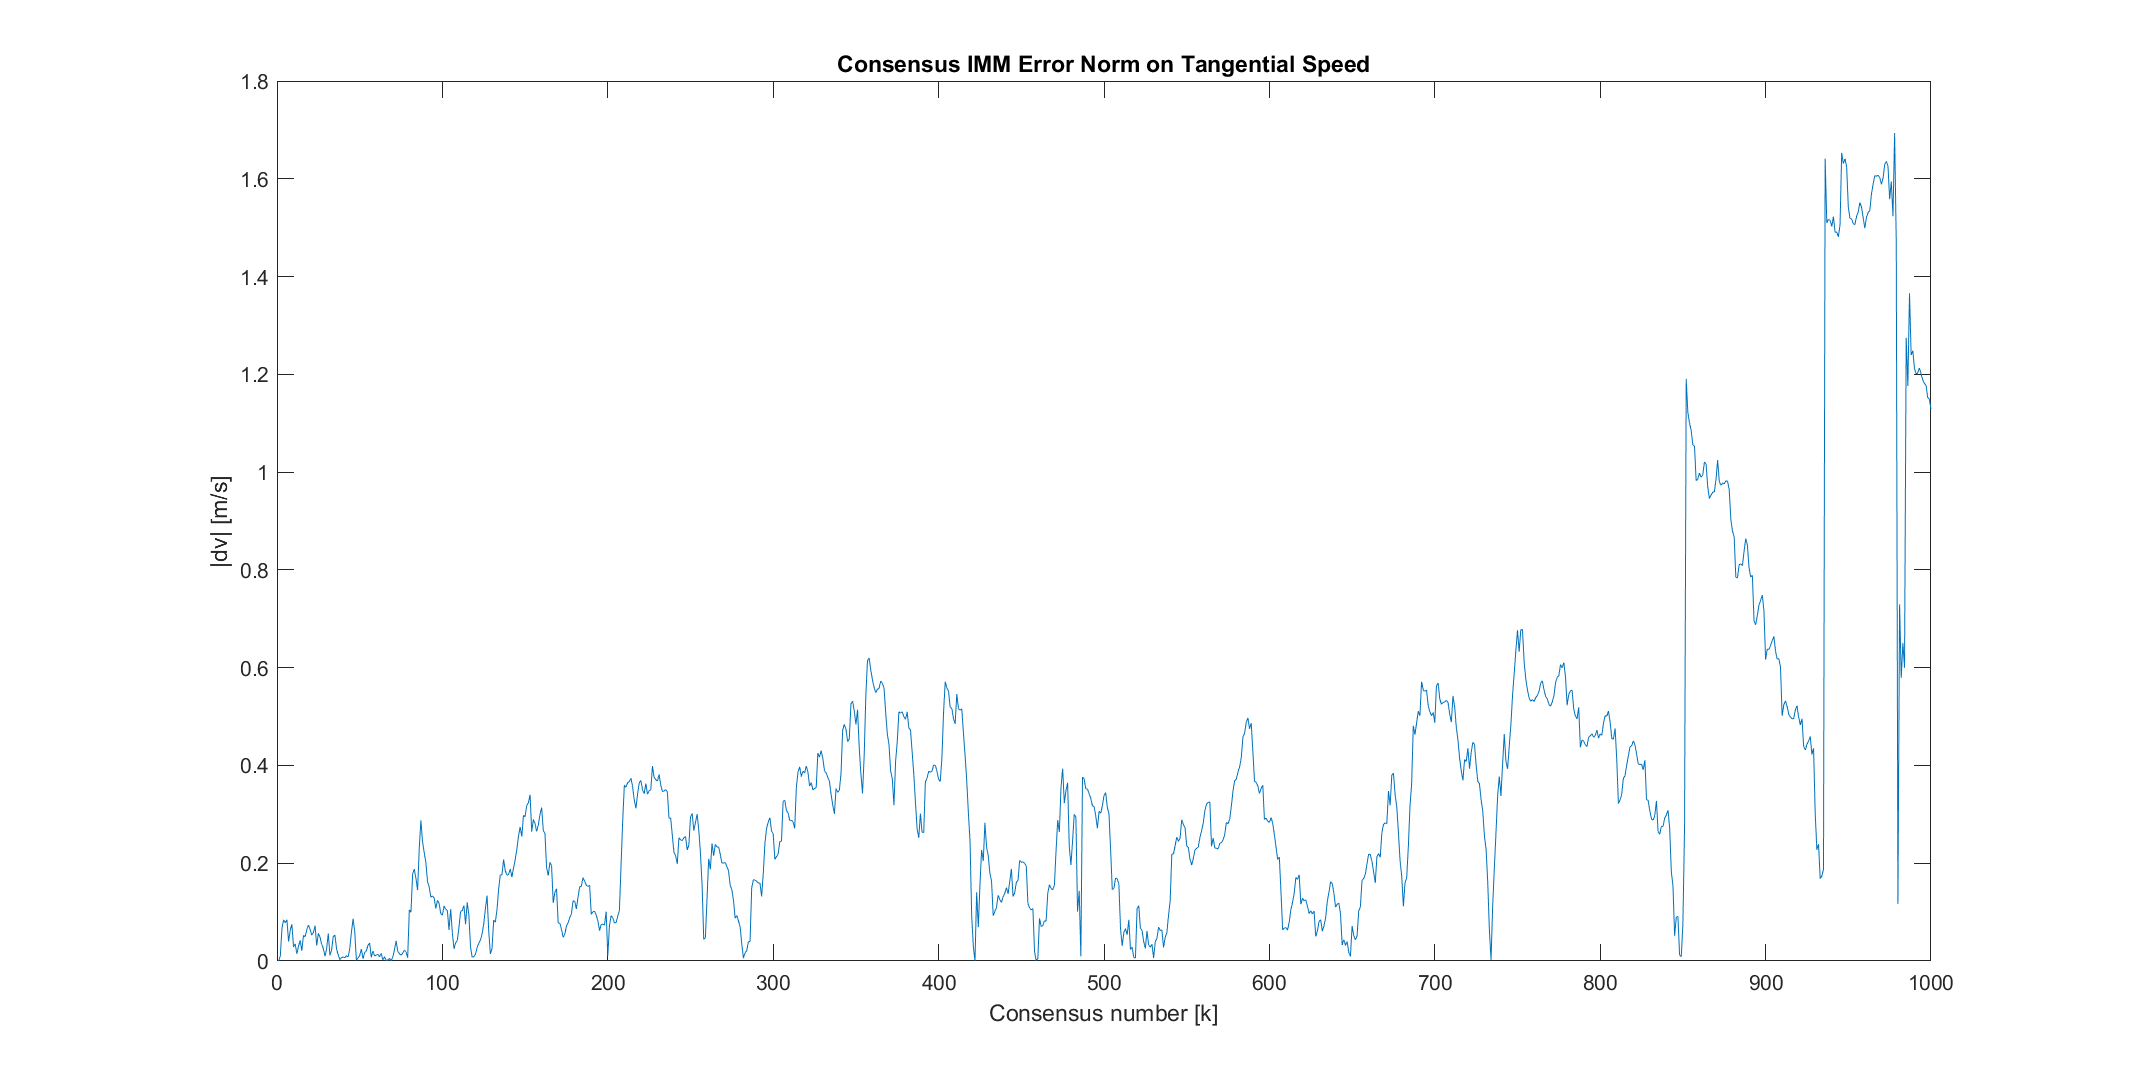 Consensus IMM Error Norm on Tangential Speed
1.8
1.6
1.4
1.2
1
0.8
0.6
0.4
0.2
0
|dv| [m/s]
0 100 200 300 400 500 600 700 800 900 1000
Consensus number [k]